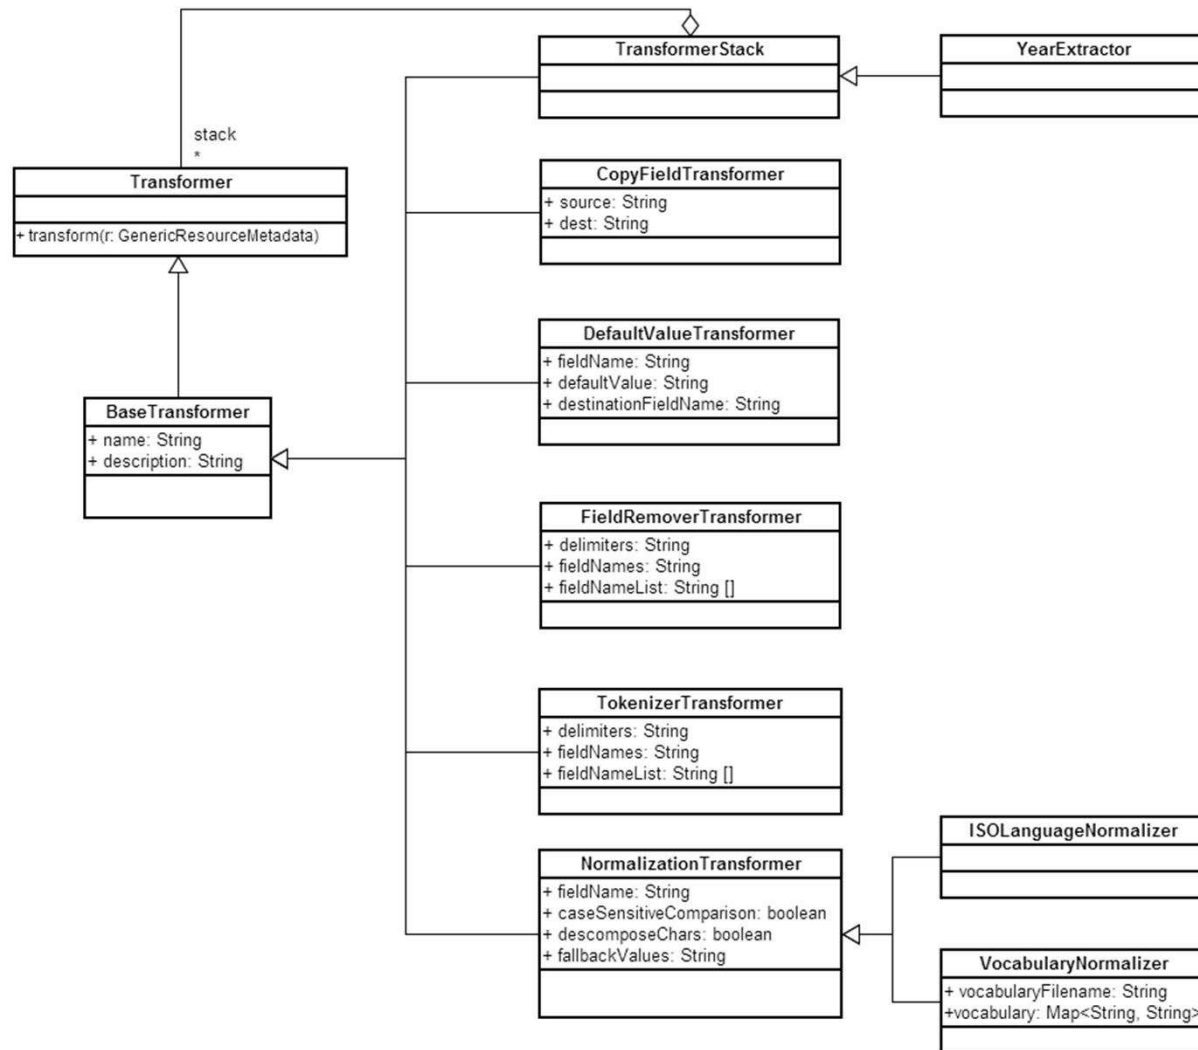 TransformerStack
YearExtractor
stack
*
Transformer
+ transform(r: GenericResourceMetadata)
CopyFieldTransformer
+ source: String
+ dest: String
DefaultValueTransformer
+ fieldName: String
+ defaultValue: String
+ destinationFieldName: String
BaseTransformer
+ name: String
+ description: String
FieldRemoverTransformer
+ delimiters: String
+ fieldNames: String
+ fieldNameList: String []
TokenizerTransformer
+ delimiters: String
+ fieldNames: String
+ fieldNameList: String []
NormalizationTransformer
+ fieldName: String
+ caseSensitiveComparison: boolean
+ descomposeChars: boolean
+ fallbackValues: String
ISOLanguageNormalizer
VocabularyNormalizer
+ vocabularyFilename: String
+vocabulary: Map<String, String>